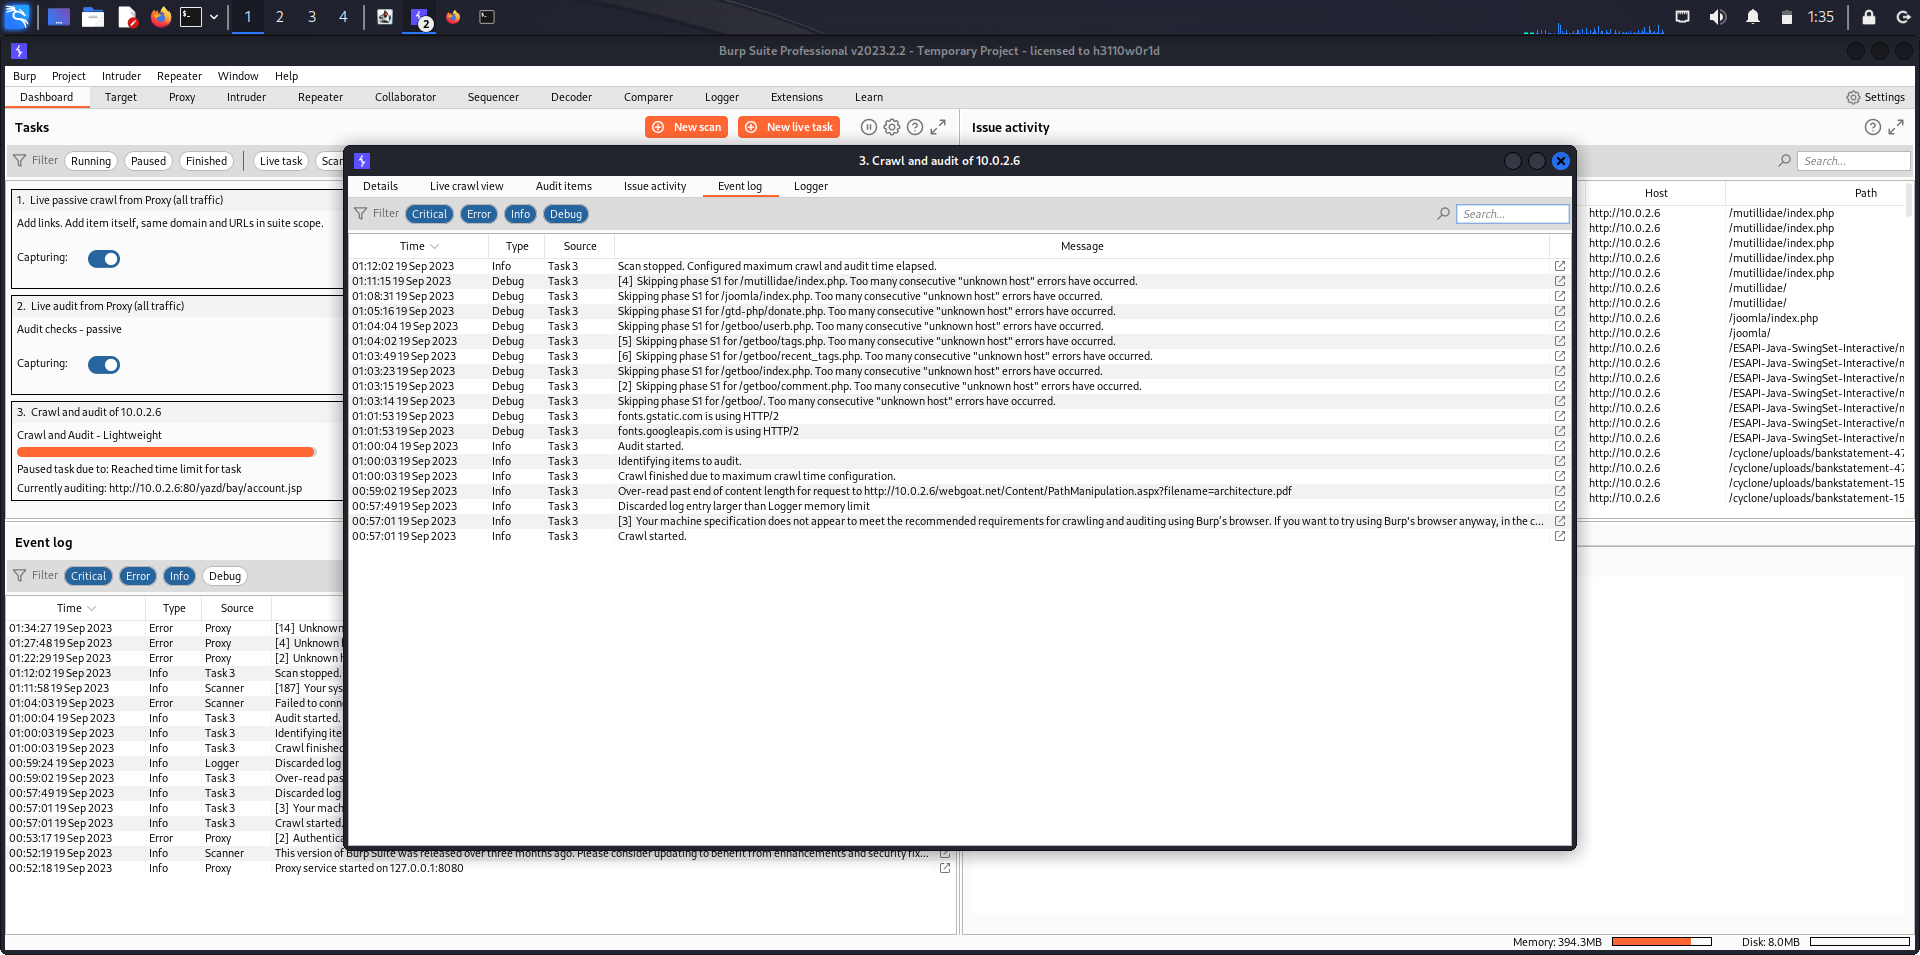 1 2 3 4 2 1:35
Burp Suite Professional v2023.2.2 - Temporary Project - licensed to h3110w0r1d
Burp Project Intruder Repeater Window Help
Dashboard Target Proxy Intruder Repeater Collaborator Sequencer Decoder Comparer Logger Extensions Learn Settings
Tasks New scan New live task
Issue activity
Filter Running Paused Finished Live task
Search...
1. Live passive crawl from Proxy (all traffic)
Add links. Add item itself, same domain and URLs in suite scope.
Capturing:
2. Live audit from Proxy (all traffic)
Audit checks - passive
Capturing:
3. Crawl and audit of 10.0.2.6
Crawl and Audit - Lightweight
Paused task due to: Reached time limit for task
Currently auditing: http://10.0.2.6:80/yazd/bay/account.jsp
3. Crawl and audit of 10.0.2.6
Details Live crawl view Audit items Issue activity Event log Logger
Filter Critical Error Info Debug Search...
Time Type Source Message
01:12:02 19 Sep 2023 Info Task 3 Scan stopped. Configured maximum crawl and audit time elapsed.
01:11:15 19 Sep 2023 Debug Task 3 [4] Skipping phase S1 for /mutillidae/index.php. Too many consecutive "unknown host" errors have occurred.
01:08:31 19 Sep 2023 Debug Task 3 Skipping phase S1 for /joomla/index.php. Too many consecutive "unknown host" errors have occurred.
01:05:16 19 Sep 2023 Debug Task 3 Skipping phase S1 for /gtd-php/donate.php. Too many consecutive "unknown host" errors have occurred.
01:04:04 19 Sep 2023 Debug Task 3 Skipping phase S1 for /getboo/userb.php. Too many consecutive "unknown host" errors have occurred.
01:04:02 19 Sep 2023 Debug Task 3 [5] Skipping phase S1 for /getboo/tags.php. Too many consecutive "unknown host" errors have occurred.
01:03:49 19 Sep 2023 Debug Task 3 [6] Skipping phase S1 for /getboo/recent_tags.php. Too many consecutive "unknown host" errors have occurred.
01:03:23 19 Sep 2023 Debug Task 3 Skipping phase S1 for /getboo/index.php. Too many consecutive "unknown host" errors have occurred.
01:03:15 19 Sep 2023 Debug Task 3 [2] Skipping phase S1 for /getboo/comment.php. Too many consecutive "unknown host" errors have occurred.
01:03:14 19 Sep 2023 Debug Task 3 Skipping phase S1 for /getboo/. Too many consecutive "unknown host" errors have occurred.
01:01:53 19 Sep 2023 Debug Task 3 fonts.gstatic.com is using HTTP/2
01:01:53 19 Sep 2023 Debug Task 3 fonts.googleapis.com is using HTTP/2
01:00:04 19 Sep 2023 Info Task 3 Audit started.
01:00:03 19 Sep 2023 Info Task 3 Identifying items to audit.
01:00:03 19 Sep 2023 Info Task 3 Crawl finished due to maximum crawl time configuration.
00:59:02 19 Sep 2023 Info Task 3 Over-read past end of content length for request to http://10.0.2.6/webgoat.net/Content/PathManipulation.aspx?filename=architecture.pdf
00:57:49 19 Sep 2023 Info Task 3 Discarded log entry larger than Logger memory limit
00:57:01 19 Sep 2023 Info Task 3 [3] Your machine specification does not appear to meet the recommended requirements for crawling and auditing using Burp's browser. If you want to try using Burp's browser anyway, in the c...
00:57:01 19 Sep 2023 Info Task 3 Crawl started.
Host Path
http://10.0.2.6 /mutillidae/index.php
http://10.0.2.6 /mutillidae/index.php
http://10.0.2.6 /mutillidae/index.php
http://10.0.2.6 /mutillidae/index.php
http://10.0.2.6 /mutillidae/index.php
http://10.0.2.6 /mutillidae/
http://10.0.2.6 /mutillidae/
http://10.0.2.6 /joomla/index.php
http://10.0.2.6 /joomla/
http://10.0.2.6 /ESAPI-Java-SwingSet-Interactive/
http://10.0.2.6 /ESAPI-Java-SwingSet-Interactive/
http://10.0.2.6 /ESAPI-Java-SwingSet-Interactive/
http://10.0.2.6 /ESAPI-Java-SwingSet-Interactive/
http://10.0.2.6 /ESAPI-Java-SwingSet-Interactive/
http://10.0.2.6 /ESAPI-Java-SwingSet-Interactive/
http://10.0.2.6 /ESAPI-Java-SwingSet-Interactive/
http://10.0.2.6 /cyclone/uploads/bankstatement-47
http://10.0.2.6 /cyclone/uploads/bankstatement-47
http://10.0.2.6 /cyclone/uploads/bankstatement-15
http://10.0.2.6 /cyclone/uploads/bankstatement-15
Event log
Filter Critical Error Info Debug
Time Type Source
01:34:27 19 Sep 2023 Error Proxy [14] Unknown
01:27:48 19 Sep 2023 Error Proxy [4] Unknown
01:22:29 19 Sep 2023 Error Proxy [2] Unknown
01:12:02 19 Sep 2023 Info Task 3 Scan stopped.
01:11:58 19 Sep 2023 Info Scanner [187] Your sys
01:04:03 19 Sep 2023 Error Scanner Failed to conn
01:00:04 19 Sep 2023 Info Task 3 Audit started.
01:00:03 19 Sep 2023 Info Task 3 Identifying ite
01:00:03 19 Sep 2023 Info Task 3 Crawl finished
00:59:24 19 Sep 2023 Info Logger Discarded log
00:59:02 19 Sep 2023 Info Task 3 Over-read pas
00:57:49 19 Sep 2023 Info Task 3 Discarded log
00:57:01 19 Sep 2023 Info Task 3 [3] Your mach
00:57:01 19 Sep 2023 Info Task 3 Crawl started.
00:53:17 19 Sep 2023 Error Proxy [2] Authentica
00:52:19 19 Sep 2023 Info Scanner This version of Burp Suite was released over three months ago. Please consider updating to benefit from enhancements and security fix...
00:52:18 19 Sep 2023 Info Proxy Proxy service started on 127.0.0.1:8080
Memory: 394.3MB Disk: 8.0MB